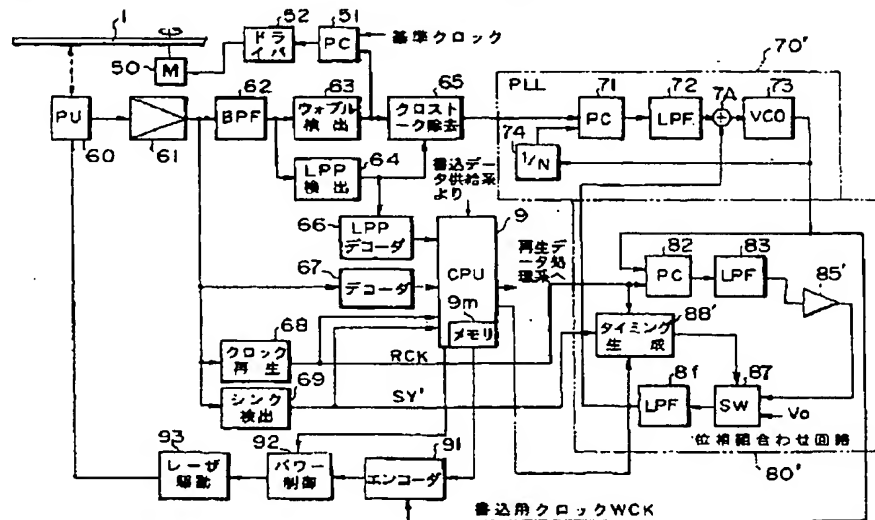 1
50
M
52
ドライバ
51
PC
基準クロック
70'
PLL
PU
60
61
62
BPF
63
ウォブル検出
65
クロストーク除去
71
PC
72
LPF
7A
+
73
VCO
74
1/N
LPP検出
64
書込データ供給系より
66
LPPデコーダ
9
CPU
9m
メモリ
再生データ処理系へ
67
デコーダ
82
PC
83
LPF
85'
タイミング生成
88'
68
クロック再生
RCK
69
シンク検出
SY'
8f
LPF
87
SW
Vo
位相組合わせ回路
80'
93
レーザ駆動
92
パワー制御
91
エンコーダ
書込用クロックWCK